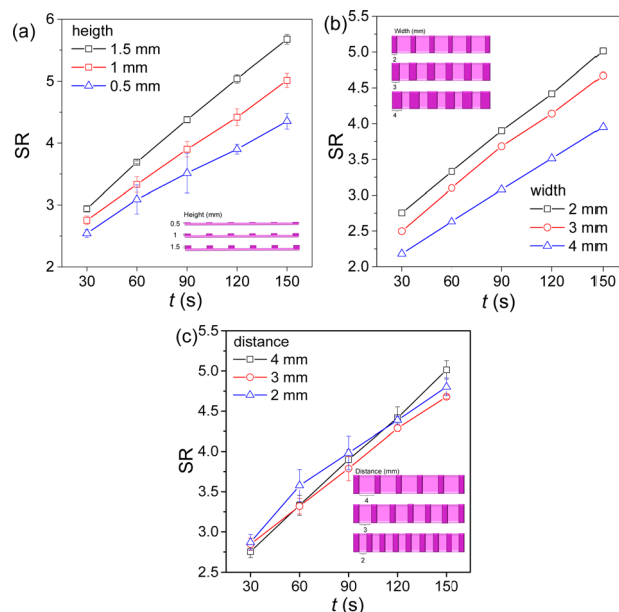 (a)
heigth
1.5 mm
1 mm
0.5 mm
6
5
4
3
2
SR
Height (mm)
0.5
1
1.5
30 60 90 120 150
t (s)
(b)
Width (mm)
2
3
4
5.5
5.0
4.5
4.0
3.5
3.0
2.5
2.0
SR
width
2 mm
3 mm
4 mm
30 60 90 120 150
t (s)
(c)
distance
4 mm
3 mm
2 mm
5.5
5.0
4.5
4.0
3.5
3.0
2.5
SR
Distance (mm)
4
3
2
30 60 90 120 150
t (s)